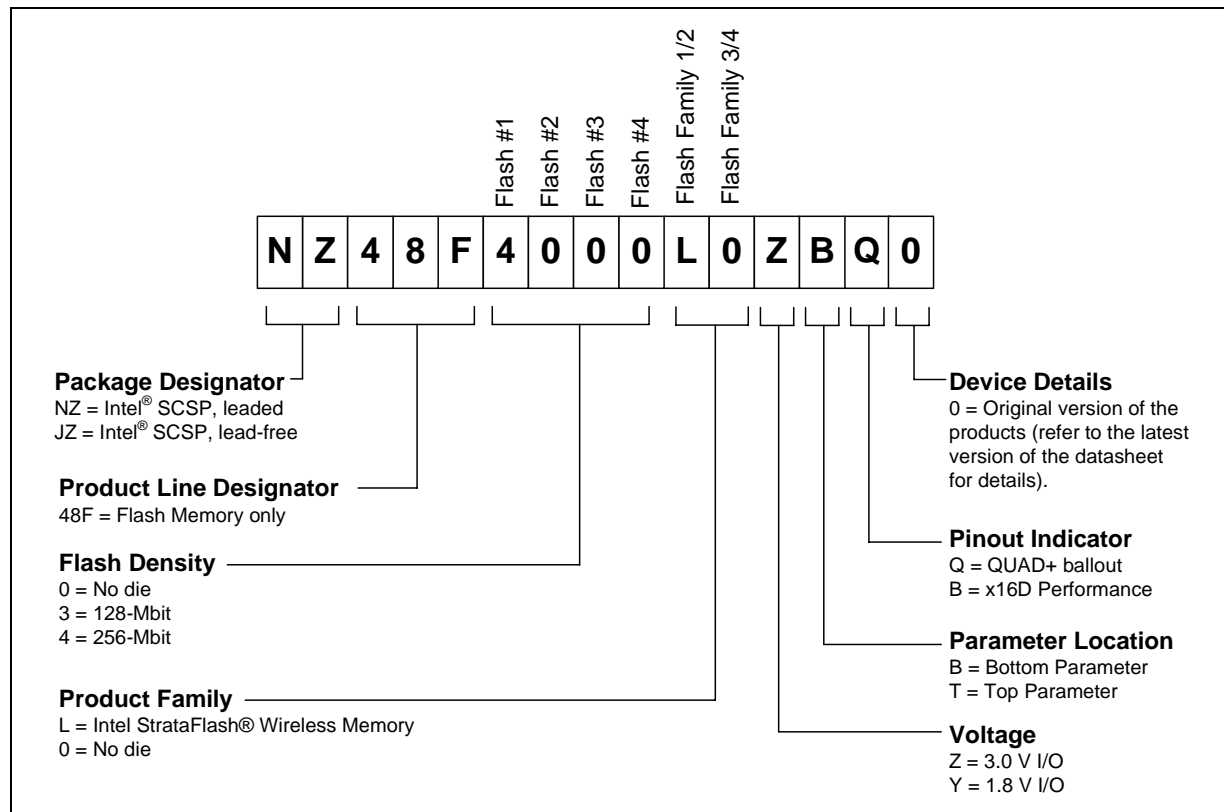 Flash #1
Flash #2
Flash #3
Flash #4
Flash Family 1/2
Flash Family 3/4
N Z 4 8 F 4 0 0 0 L 0 Z B Q 0
Package Designator
NZ = Intel® SCSP, leaded
JZ = Intel® SCSP, lead-free
Product Line Designator
48F = Flash Memory only
Flash Density
0 = No die
3 = 128-Mbit
4 = 256-Mbit
Product Family
L = Intel StrataFlash® Wireless Memory
0 = No die
Device Details
0 = Original version of the
products (refer to the latest
version of the datasheet
for details).
Pinout Indicator
Q = QUAD+ ballout
B = x16D Performance
Parameter Location
B = Bottom Parameter
T = Top Parameter
Voltage
Z = 3.0 V I/O
Y = 1.8 V I/O